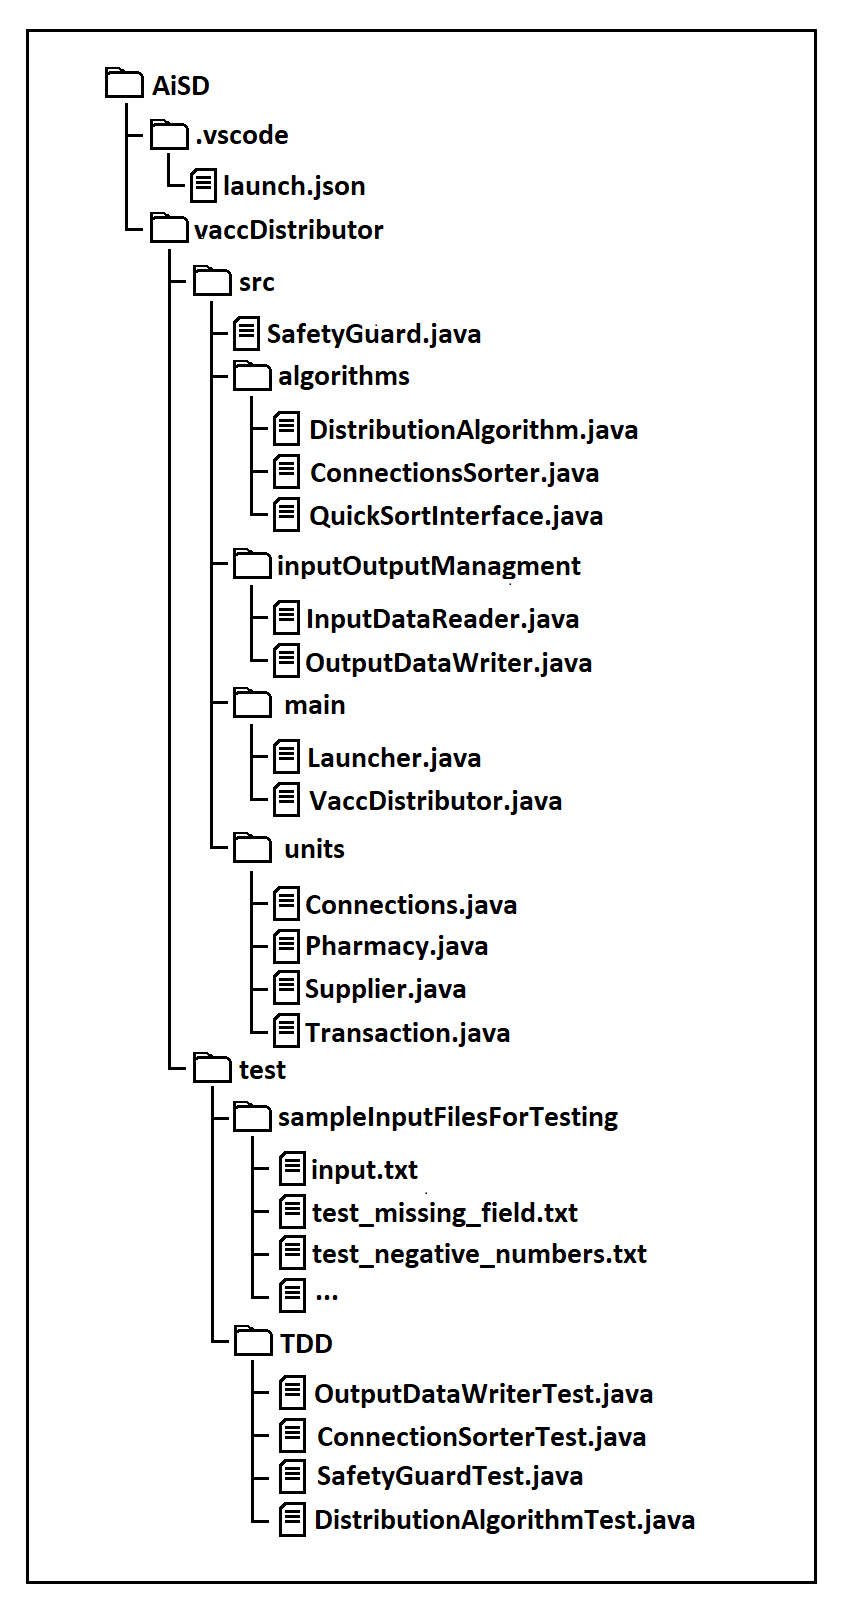 AiSD
.vscode
launch.json
vaccDistributor
src
SafetyGuard.java
algorithms
DistributionAlgorithm.java
ConnectionsSorter.java
QuickSortInterface.java
inputOutputManagment
InputDataReader.java
OutputDataWriter.java
main
Launcher.java
VaccDistributor.java
units
Connections.java
Pharmacy.java
Supplier.java
Transaction.java
test
sampleInputFilesForTesting
input.txt
test_missing_field.txt
test_negative_numbers.txt
...
TDD
OutputDataWriterTest.java
ConnectionSorterTest.java
SafetyGuardTest.java
DistributionAlgorithmTest.java